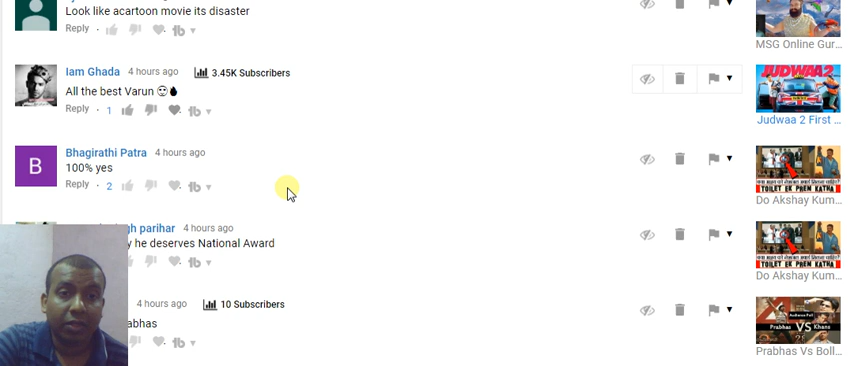 Look like acartoon movie its disaster
Reply
MSG Online Gur...
Iam Ghada 4 hours ago 3.45K Subscribers
All the best Varun
Reply · 1
JUDWAA 2
Judwaa 2 First ...
B
Bhagirathi Patra 4 hours ago
100% yes
Reply · 2
TOILET EK PREM KATHA
Do Akshay Kum...
gh parihar 4 hours ago
y he deserves National Award
TOILET EK PREM KATHA
Do Akshay Kum...
4 hours ago 10 Subscribers
abhas
Prabhas VS Khans
Prabhas Vs Boll...